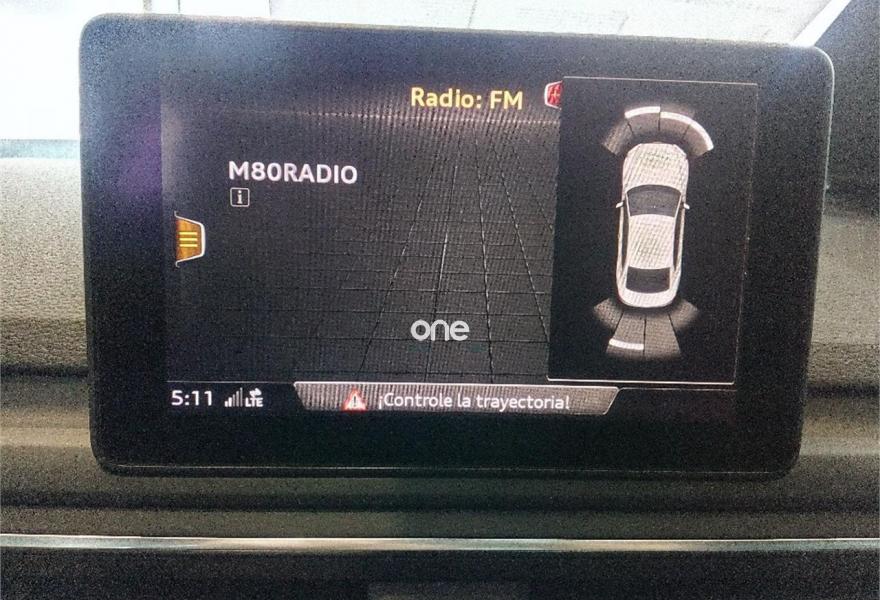 Radio: FM
M80RADIO
i
one
5:11 LTE ¡Controle la trayectoria!